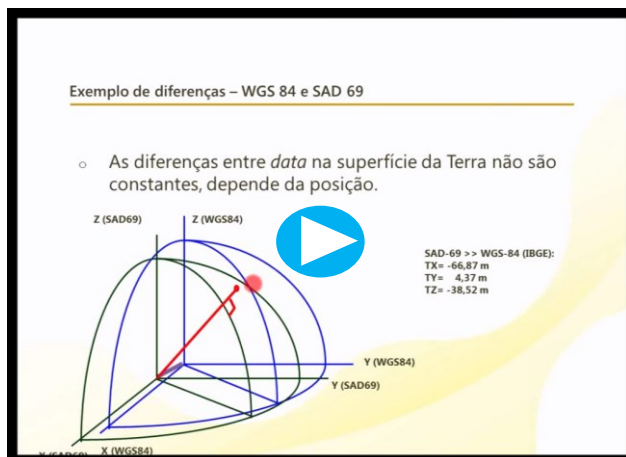 Exemplo de diferenças – WGS 84 e SAD 69
○ As diferenças entre data na superfície da Terra não são
constantes, depende da posição.
Z (SAD69) Z (WGS84)
SAD-69 >> WGS-84 (IBGE):
TX= -66,87 m
TY= 4,37 m
TZ= -38,52 m
Y (WGS84)
Y (SAD69)
X (SAD69) X (WGS84)